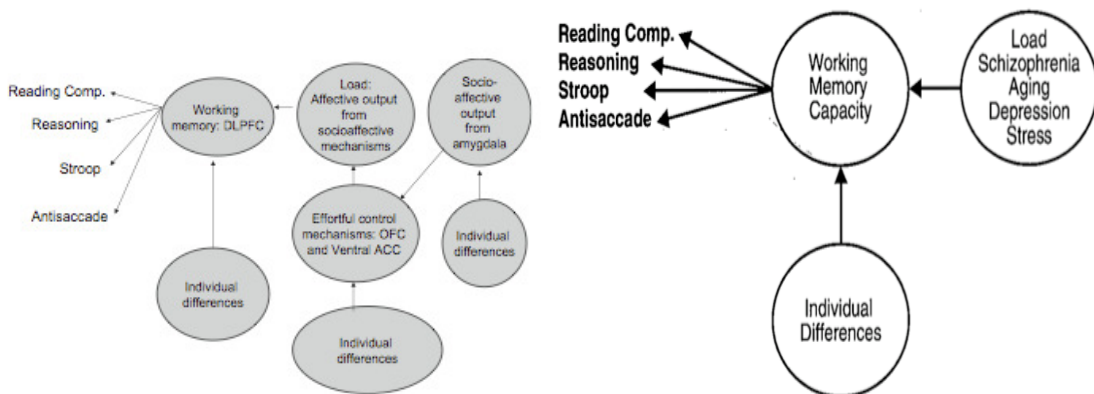 Reading Comp.
Reasoning
Stroop
Antisaccade
Working
memory: DLPFC
Load:
Affective output
from
socioaffective
mechanisms
Socio-
affective
output
from
amygdala
Effortful control
mechanisms: OFC
and Ventral ACC
Individual
differences
Individual
differences
Individual
differences
Reading Comp.
Reasoning
Stroop
Antisaccade
Working
Memory
Capacity
Load
Schizophrenia
Aging
Depression
Stress
Individual
Differences